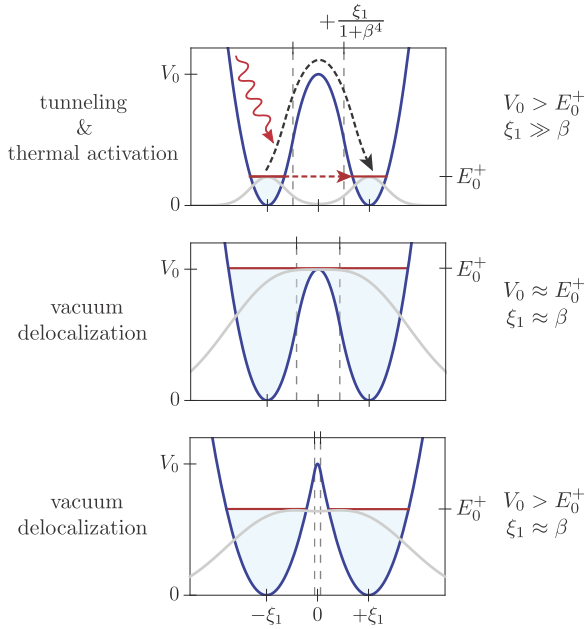 + ξ₁/(1+β⁴)
V₀
tunneling
&
thermal activation
V₀ > E₀⁺
ξ₁ ≫ β
E₀⁺
0
V₀
E₀⁺
vacuum
delocalization
V₀ ≈ E₀⁺
ξ₁ ≈ β
0
V₀
vacuum
delocalization
E₀⁺
V₀ > E₀⁺
ξ₁ ≈ β
0
−ξ₁ 0 +ξ₁